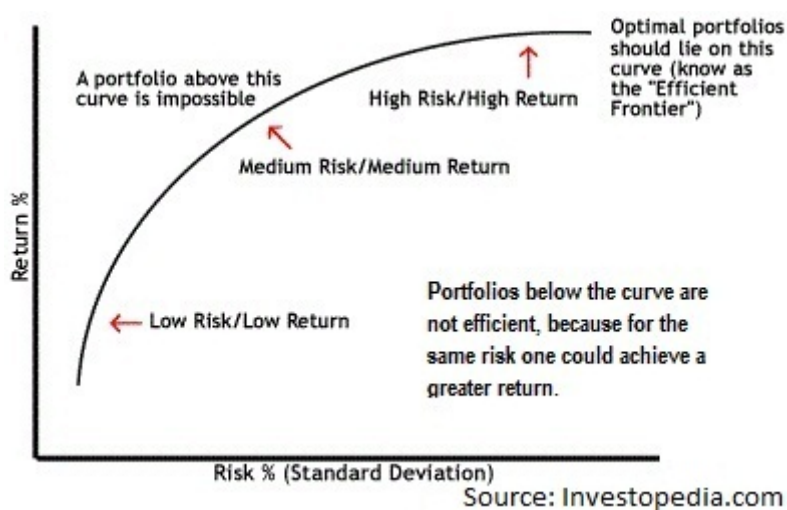 Optimal portfolios
should lie on this
curve (know as
the "Efficient
Frontier")
A portfolio above this
curve is impossible
High Risk/High Return
Medium Risk/Medium Return
Low Risk/Low Return
Portfolios below the curve are
not efficient, because for the
same risk one could achieve a
greater return.
Return %
Risk % (Standard Deviation)
Source: Investopedia.com